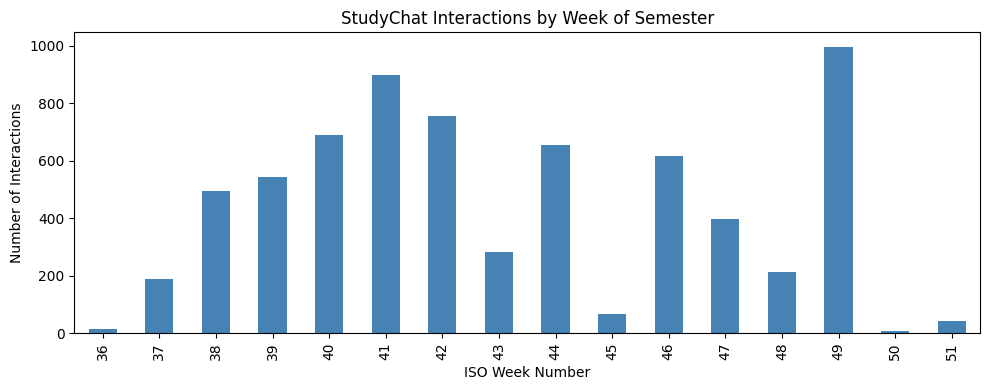 StudyChat Interactions by Week of Semester
Number of Interactions
1000
800
600
400
200
0
36 37 38 39 40 41 42 43 44 45 46 47 48 49 50 51
ISO Week Number